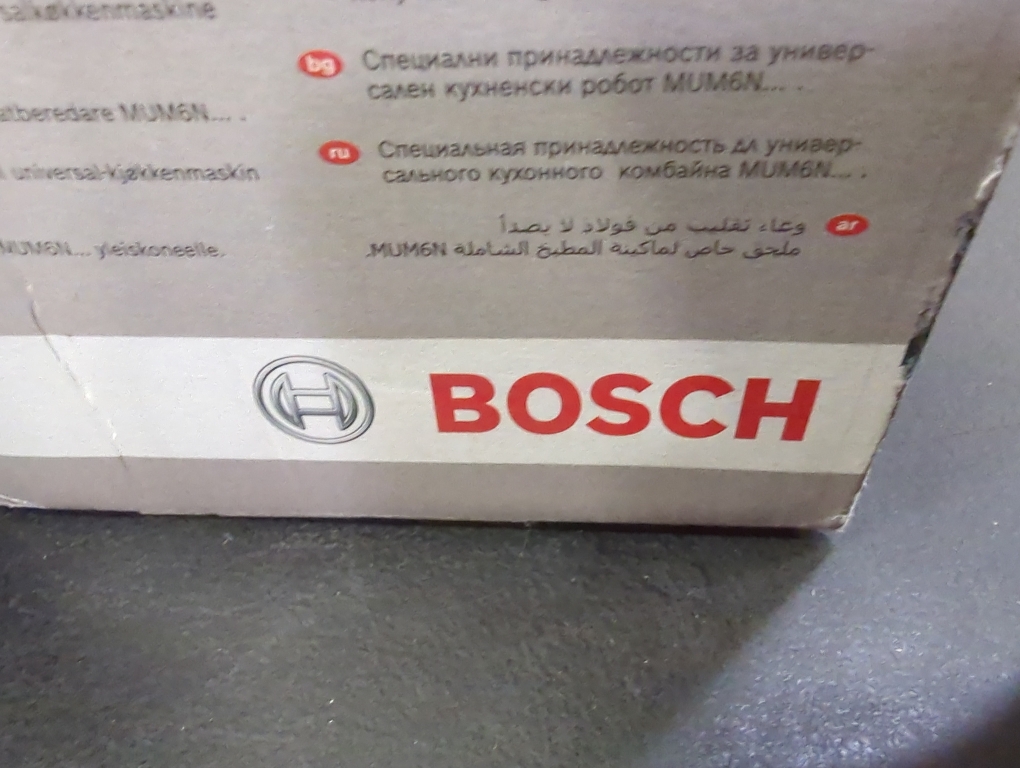 salkøkkenmaskine
MUM6N... .
universal-kjøkkenmaskin
MUM6N... yleiskoneelle.
bg Специални принадлежности за универ-
сален кухненски робот MUM6N... .
ru Специальная принадлежность дл универ-
сального кухонного комбайна MUM6N... .
ar وعاء تقليب من فولاذ لا يصدأ
ملحق خاص لماكينة المطبخ الشاملة MUM6N.
BOSCH